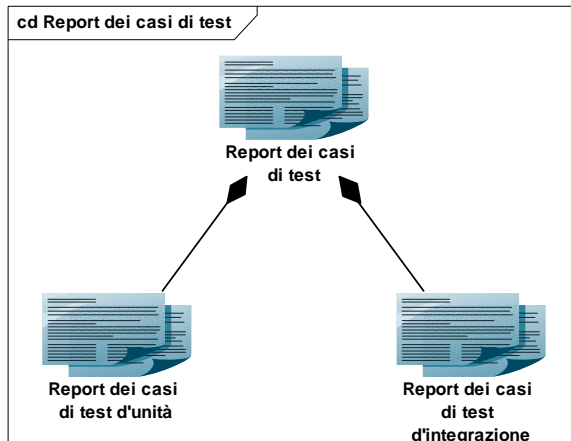 cd Report dei casi di test
Report dei casi
di test
Report dei casi
di test d'unità
Report dei casi
di test
d'integrazione